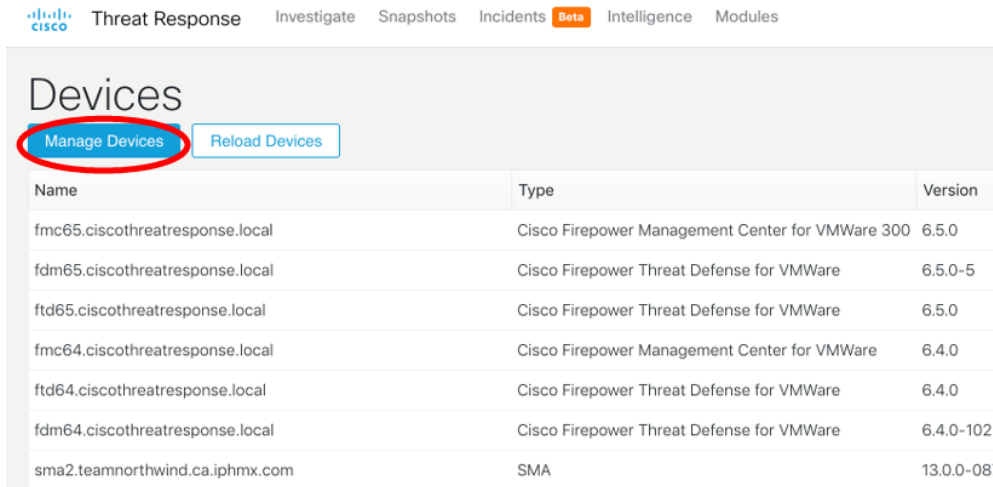 CISCO Threat Response Investigate Snapshots Incidents Beta Intelligence Modules
Devices
Manage Devices Reload Devices
Name Type Version
fmc65.ciscothreatresponse.local Cisco Firepower Management Center for VMWare 300 6.5.0
fdm65.ciscothreatresponse.local Cisco Firepower Threat Defense for VMWare 6.5.0-5
ftd65.ciscothreatresponse.local Cisco Firepower Threat Defense for VMWare 6.5.0
fmc64.ciscothreatresponse.local Cisco Firepower Management Center for VMWare 6.4.0
ftd64.ciscothreatresponse.local Cisco Firepower Threat Defense for VMWare 6.4.0
fdm64.ciscothreatresponse.local Cisco Firepower Threat Defense for VMWare 6.4.0-102
sma2.teamnorthwind.ca.iphmx.com SMA 13.0.0-08